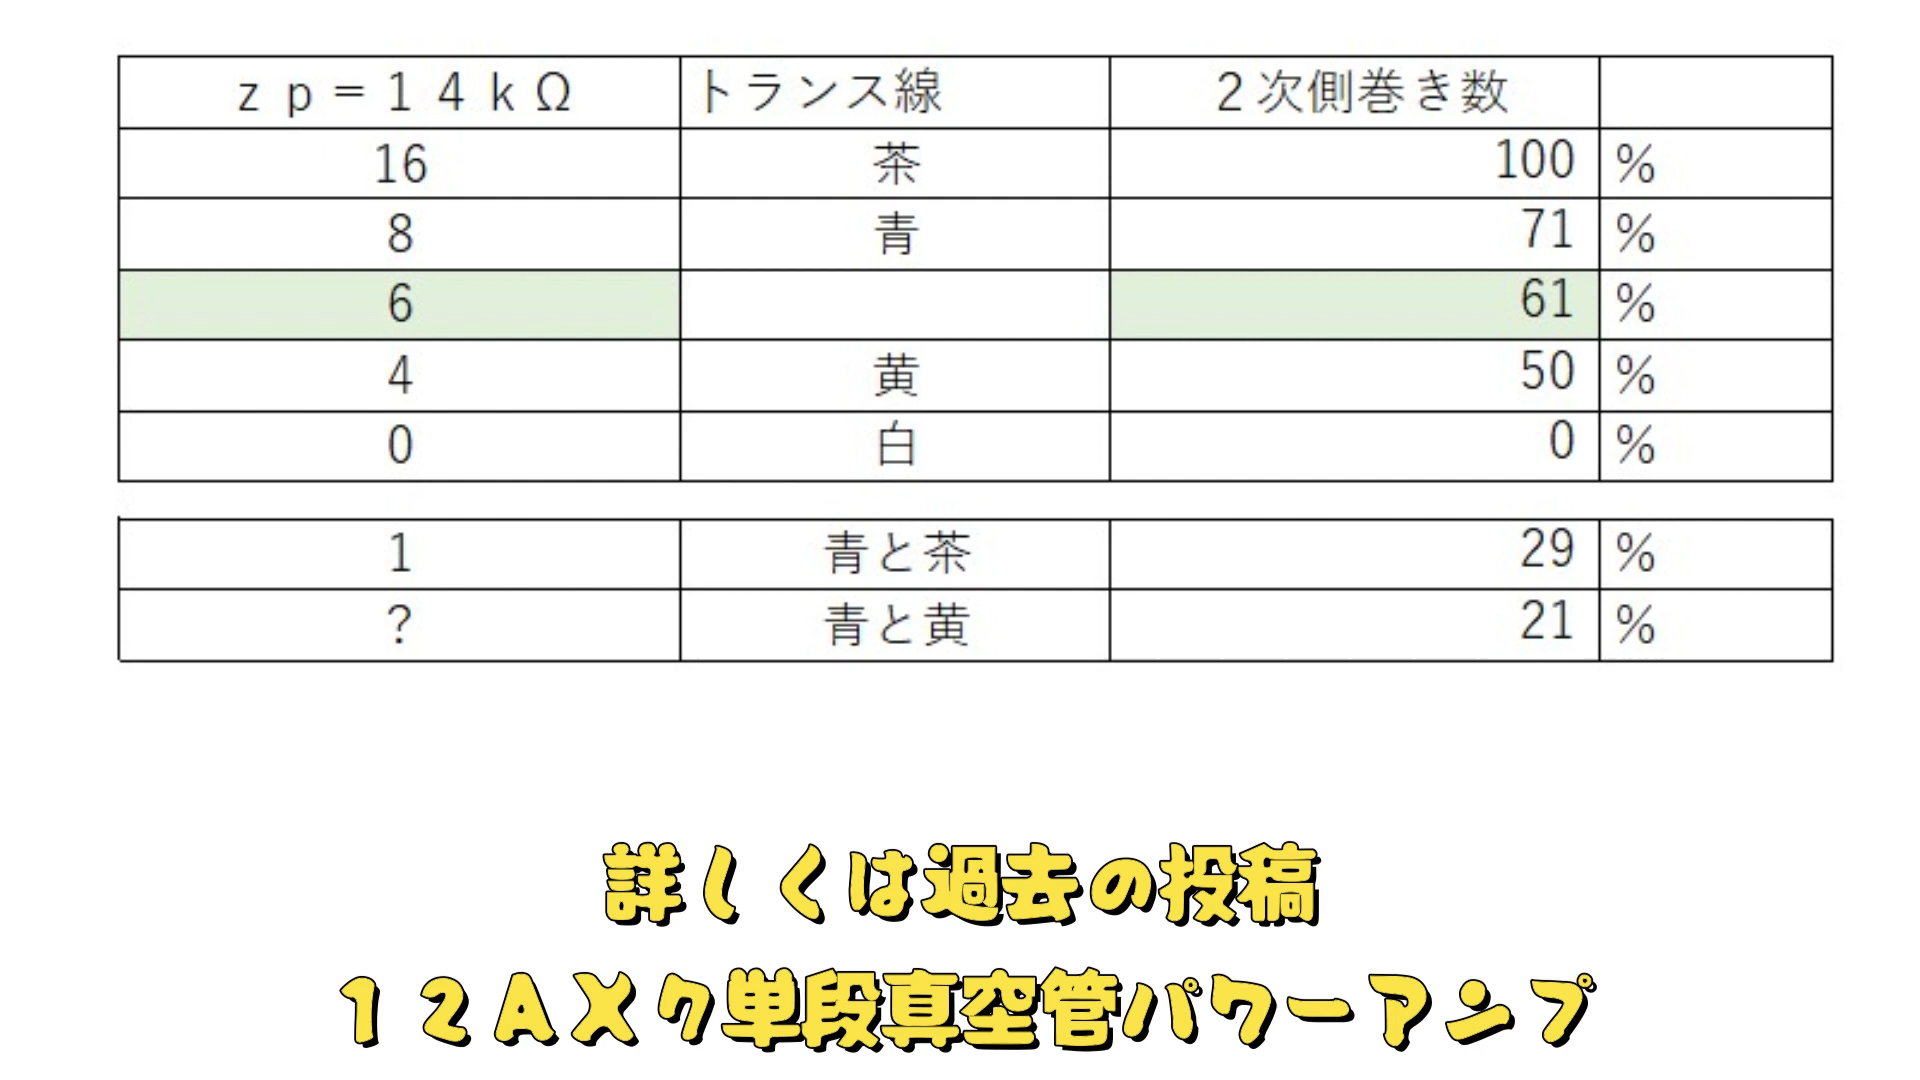 ｚｐ＝１４ｋΩ トランス線 ２次側巻き数
16 茶 100 %
8 青 71 %
6 61 %
4 黄 50 %
0 白 0 %
1 青と茶 29 %
? 青と黄 21 %
詳しくは過去の投稿
１２ＡＸ７単段真空管パワーアンプ